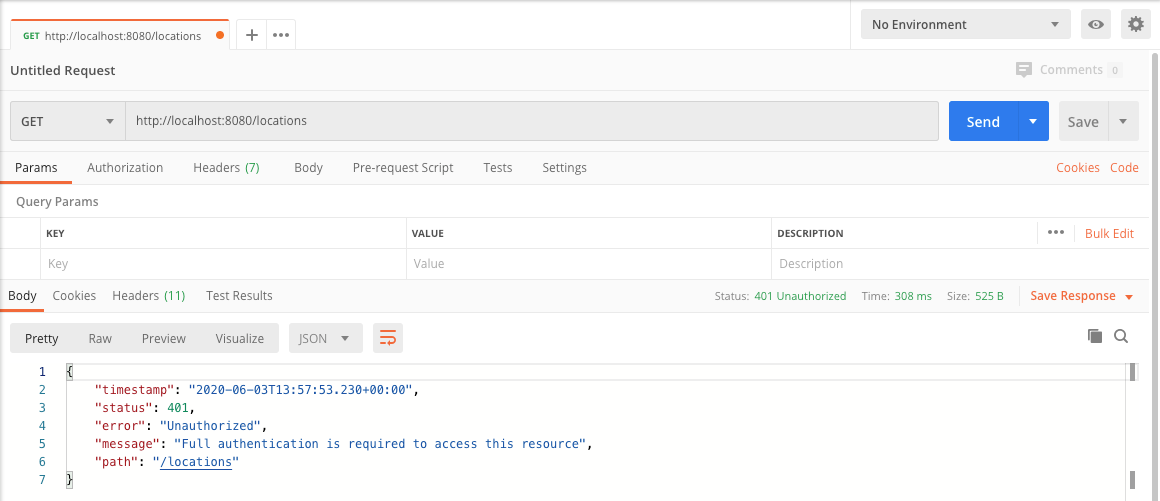 GET http://localhost:8080/locations + ••• No Environment
Untitled Request Comments 0
GET http://localhost:8080/locations Send Save
Params Authorization Headers (7) Body Pre-request Script Tests Settings Cookies Code
Query Params
KEY VALUE DESCRIPTION ••• Bulk Edit
Key Value Description
Body Cookies Headers (11) Test Results Status: 401 Unauthorized Time: 308 ms Size: 525 B Save Response
Pretty Raw Preview Visualize JSON
1 {
2 "timestamp": "2020-06-03T13:57:53.230+00:00",
3 "status": 401,
4 "error": "Unauthorized",
5 "message": "Full authentication is required to access this resource",
6 "path": "/locations"
7 }